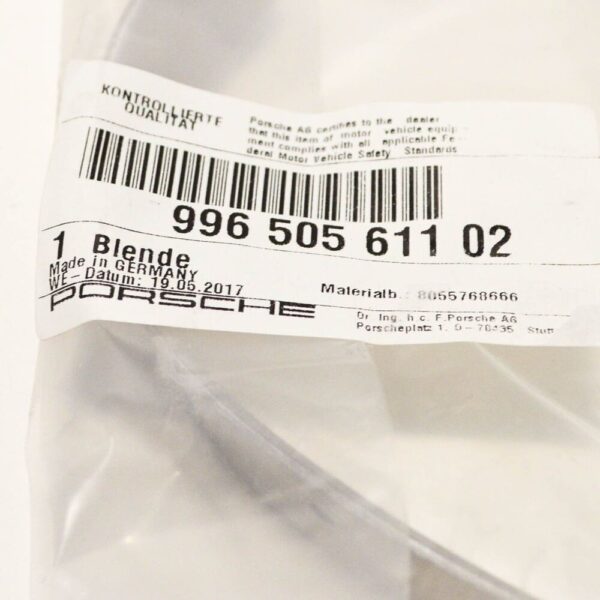 KONTROLLIERTE
QUALITÄT
Porsche AG certifies to the dealer
that this item of motor vehicle equip-
ment complies with all applicable Fe-
deral Motor Vehicle Safety Standards
996 505 611 02
1 Blende
Made in GERMANY
WE-Datum: 19.05.2017
Materialb.: 8055768666
PORSCHE
Dr. Ing. h.c. F.Porsche AG
Porscheplatz 1, D-70435 Stutt